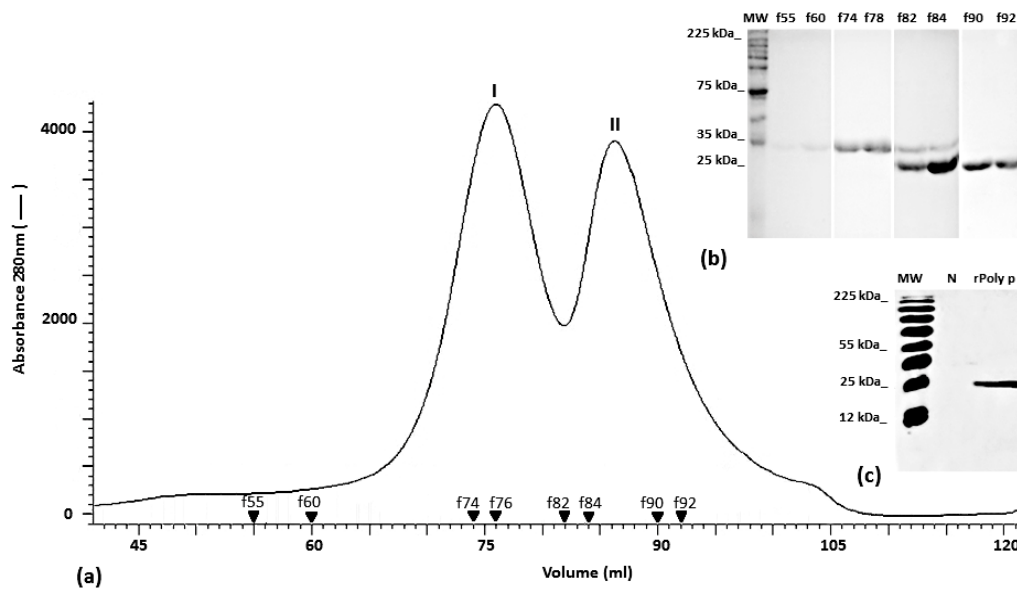 MW f55 f60 f74 f78 f82 f84 f90 f92
225 kDa_
75 kDa_
35 kDa_
25 kDa_
(b)
I
II
4000
2000
0
Absorbance 280nm ( — )
MW N rPoly p
225 kDa_
55 kDa_
25 kDa_
12 kDa_
(c)
f55 f60 f74 f76 f82 f84 f90 f92
45 60 75 90 105 120
Volume (ml)
(a)